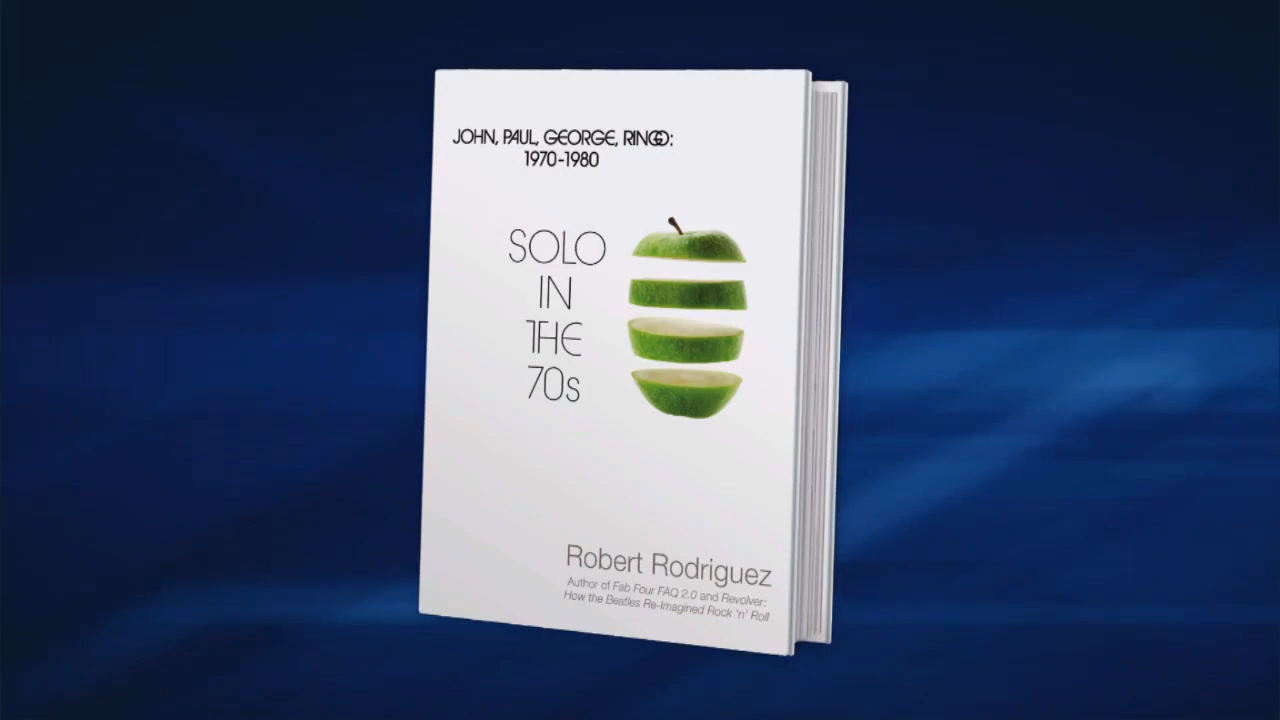 JOHN, PAUL, GEORGE, RINGO:
1970-1980
SOLO
IN
THE
70s
Robert Rodriguez
Author of Fab Four FAQ 2.0 and Revolver:
How the Beatles Re-Imagined Rock 'n' Roll